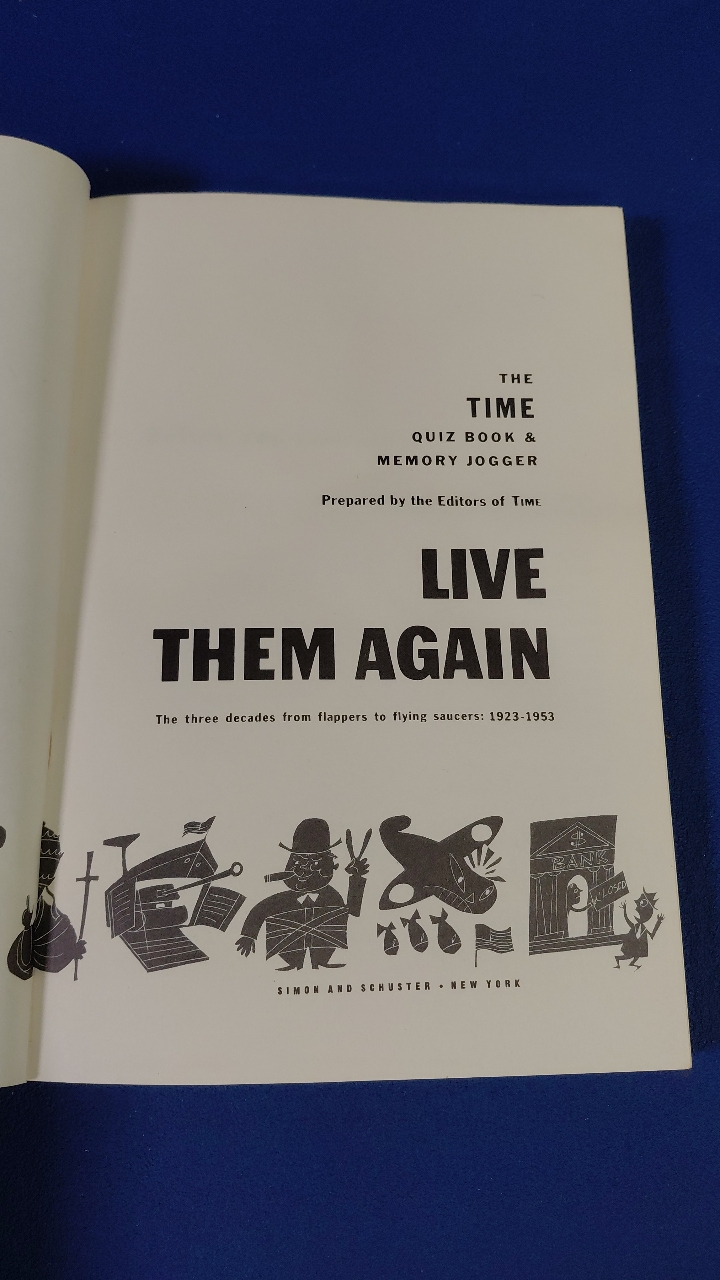 THE
TIME
QUIZ BOOK &
MEMORY JOGGER
Prepared by the Editors of TIME
LIVE
THEM AGAIN
The three decades from flappers to flying saucers: 1923-1953
$
BANK
CLOSED
SIMON AND SCHUSTER • NEW YORK